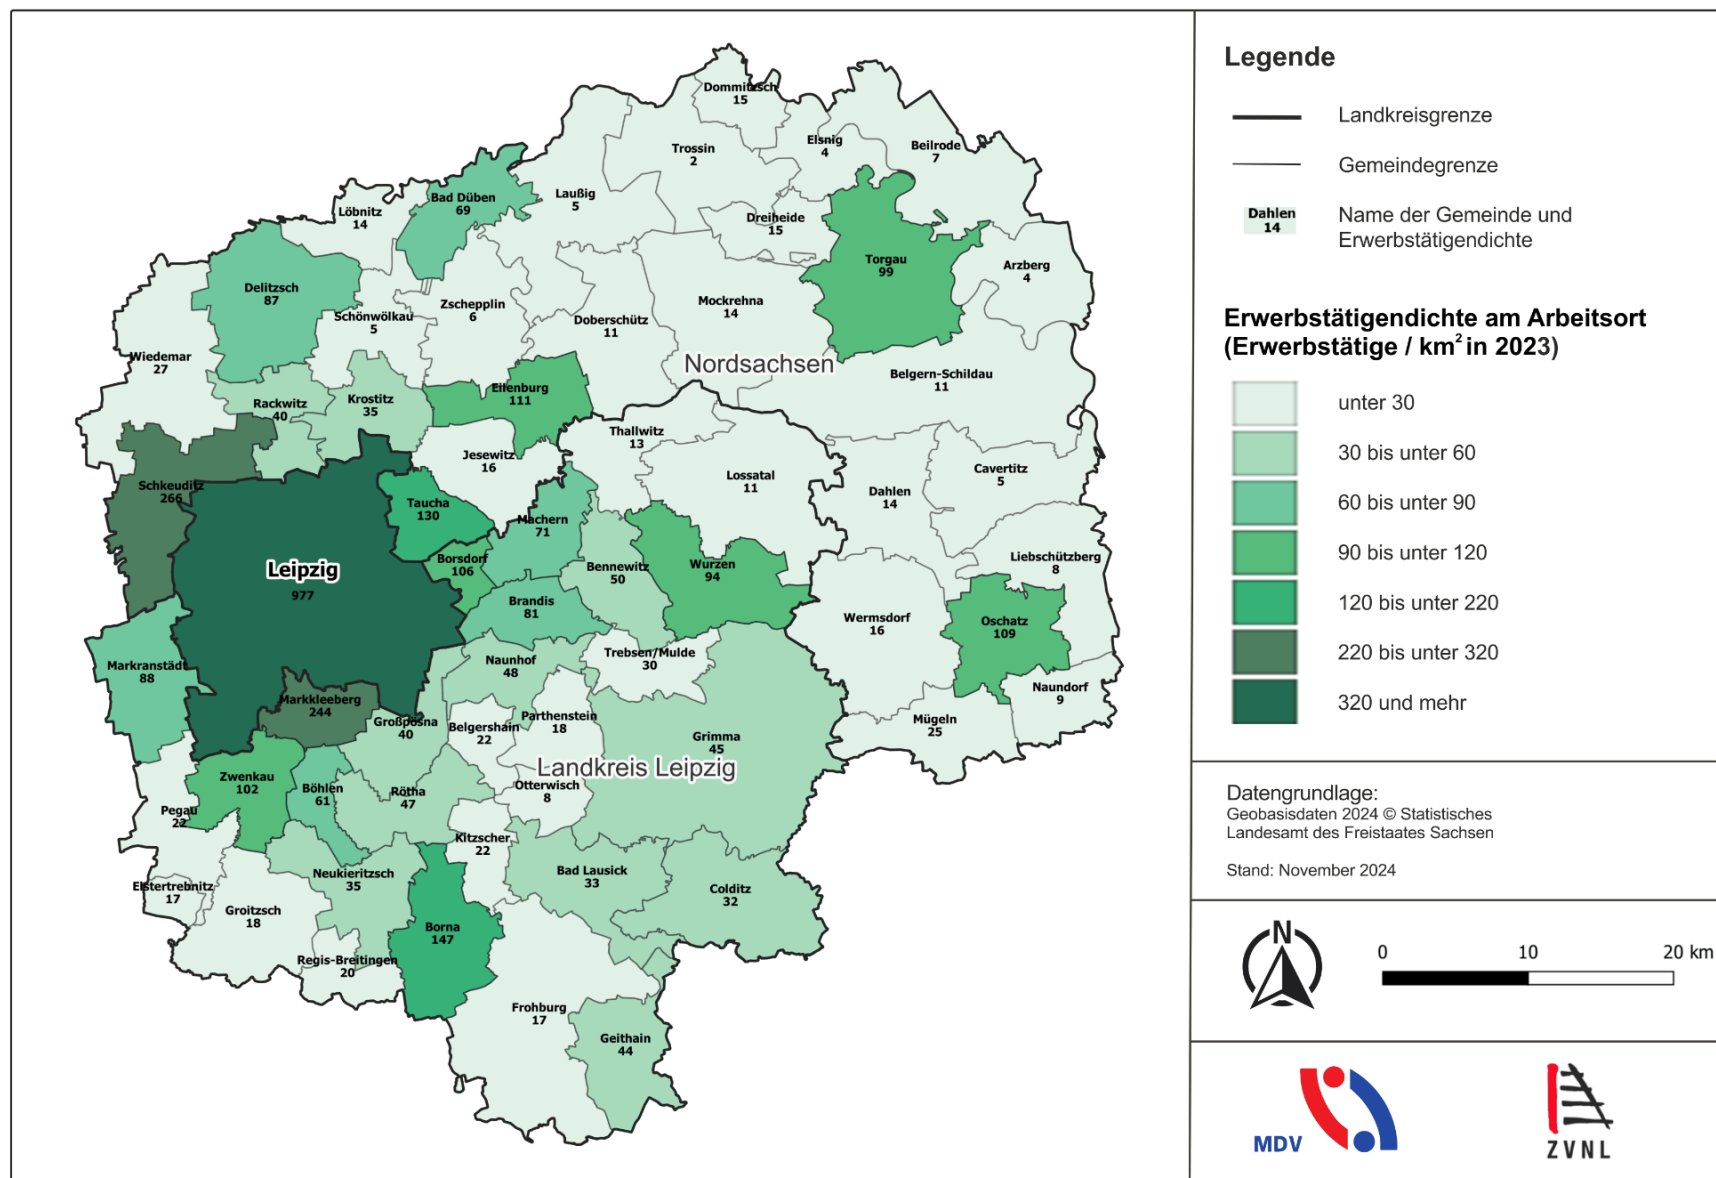 Dommitzsch
15
Elsnig
4
Beilrode
7
Trossin
2
Laußig
5
Bad Düben
69
Löbnitz
14
Dreiheide
15
Torgau
99
Arzberg
4
Delitzsch
87
Zschepplin
6
Mockrehna
14
Schönwölkau
5
Doberschütz
11
Wiedemar
27
Nordsachsen
Belgern-Schildau
11
Eilenburg
111
Krostitz
35
Rackwitz
40
Thallwitz
13
Jesewitz
16
Lossatal
11
Cavertitz
5
Dahlen
14
Schkeuditz
266
Taucha
130
Machern
71
Liebschützberg
8
Borsdorf
106
Bennewitz
50
Wurzen
94
Leipzig
977
Brandis
81
Wermsdorf
16
Oschatz
109
Trebsen/Mulde
30
Naunhof
48
Markranstädt
88
Naundorf
9
Markkleeberg
244
Großposna
40
Belgershain
22
Parthenstein
18
Mügeln
25
Grimma
45
Landkreis Leipzig
Zwenkau
102
Böhlen
61
Rötha
47
Otterwisch
8
Pegau
22
Kitzscher
22
Neukieritzsch
35
Bad Lausick
33
Colditz
32
Elstertrebnitz
17
Groitzsch
18
Borna
147
Regis-Breitingen
20
Frohburg
17
Geithain
44
Legende
Landkreisgrenze
Gemeindegrenze
Dahlen
14
Name der Gemeinde und
Erwerbstätigendichte
Erwerbstätigendichte am Arbeitsort
(Erwerbstätige / km² in 2023)
unter 30
30 bis unter 60
60 bis unter 90
90 bis unter 120
120 bis unter 220
220 bis unter 320
320 und mehr
Datengrundlage:
Geobasisdaten 2024 © Statistisches
Landesamt des Freistaates Sachsen
Stand: November 2024
N
0 10 20 km
MDV
ZVNL